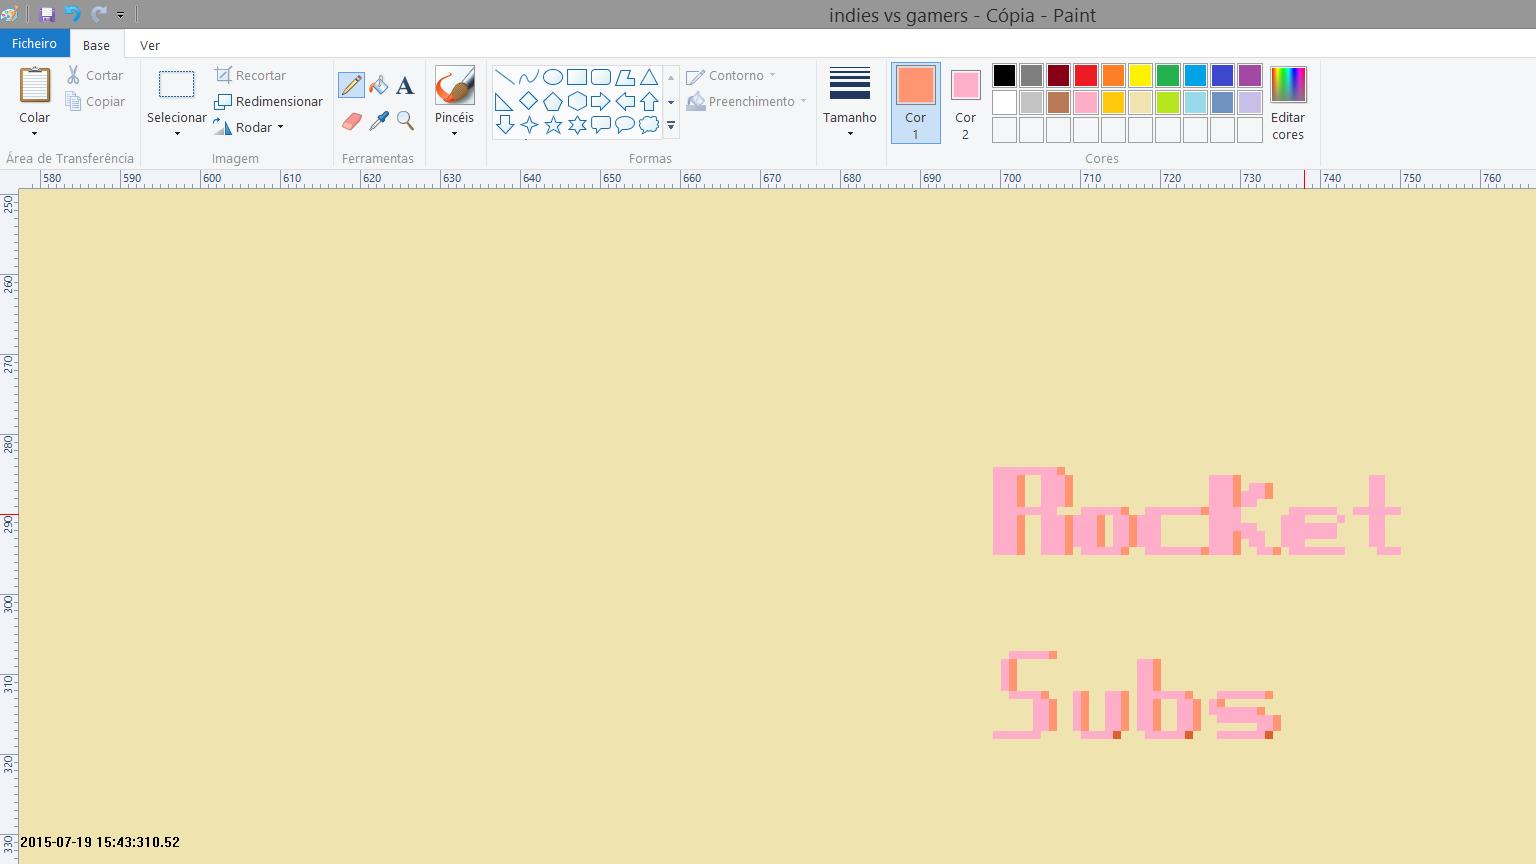 indies vs gamers - Cópia - Paint
Ficheiro Base Ver
Colar
Cortar
Copiar
Área de Transferência
Selecionar
Recortar
Redimensionar
Rodar
Imagem
A
Ferramentas
Pincéis
Contorno
Preenchimento
Formas
Tamanho
Cor 1
Cor 2
Editar cores
Cores
580 590 600 610 620 630 640 650 660 670 680 690 700 710 720 730 740 750 760
250
260
270
280
290
300
310
320
330
Rocket
Subs
2015-07-19 15:43:310.52